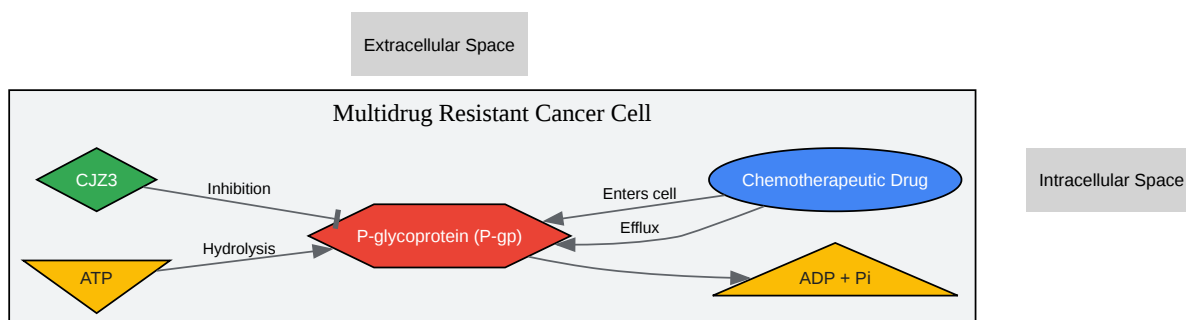 Extracellular Space
Multidrug Resistant Cancer Cell
CJZ3
Inhibition
Chemotherapeutic Drug
Intracellular Space
Enters cell
Efflux
P-glycoprotein (P-gp)
Hydrolysis
ATP
ADP + Pi